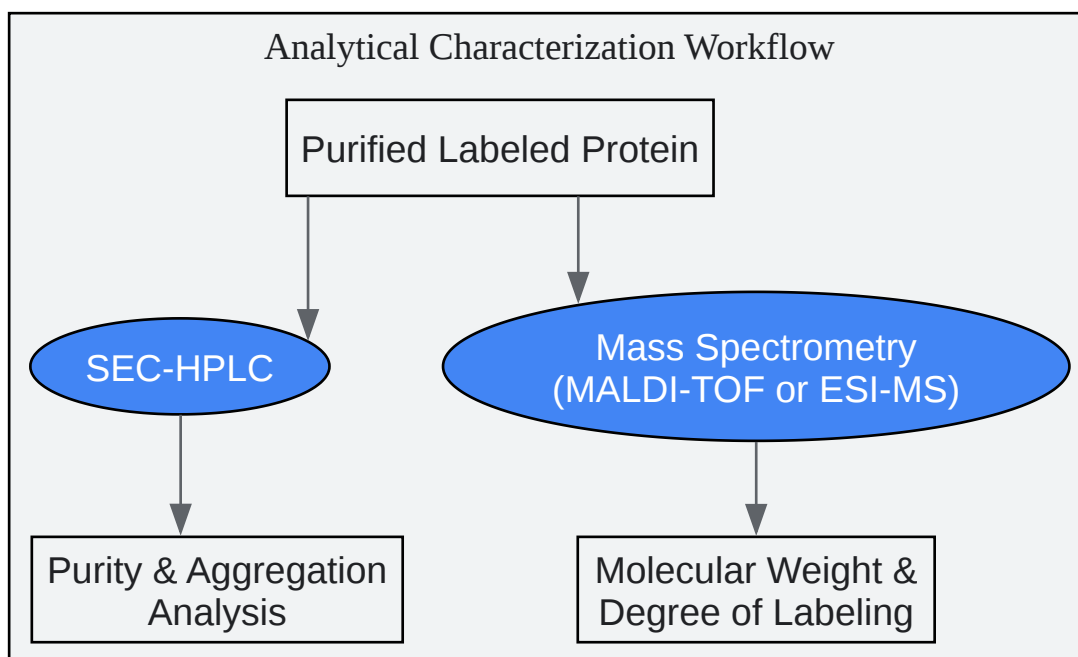 Analytical Characterization Workflow
Purified Labeled Protein
SEC-HPLC
Mass Spectrometry
(MALDI-TOF or ESI-MS)
Purity & Aggregation
Analysis
Molecular Weight &
Degree of Labeling